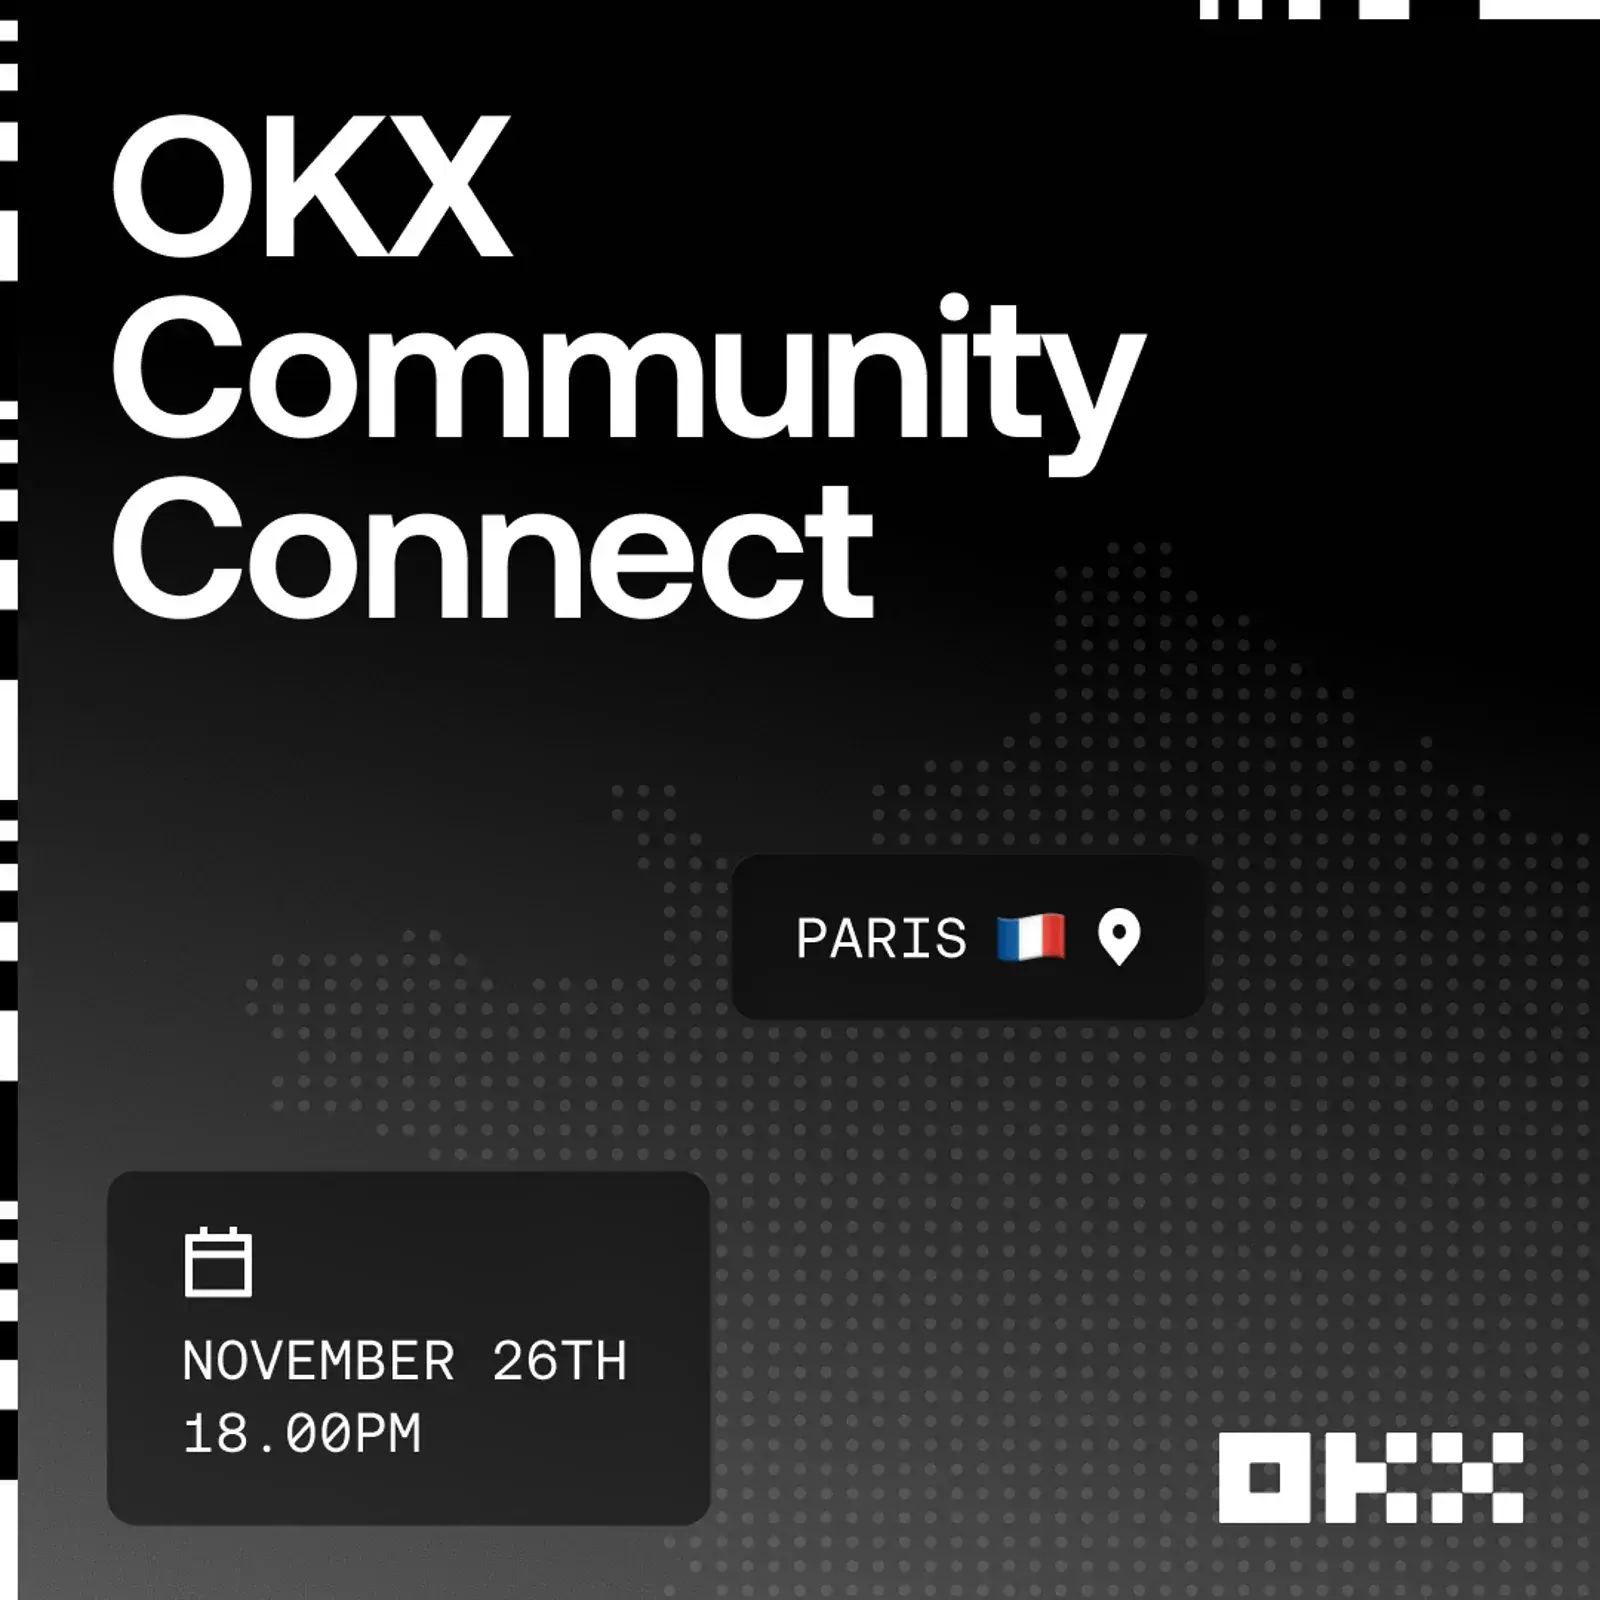 OKX
Community
Connect
PARIS 🇫🇷
NOVEMBER 26TH
18.00PM
OKX